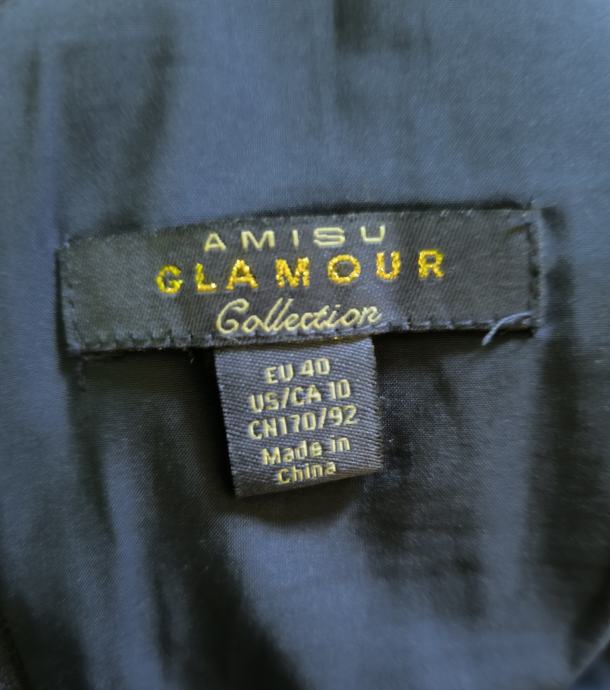 AMISU
GLAMOUR
Collection
EU 40
US/CA 10
CN170/92
Made in
China